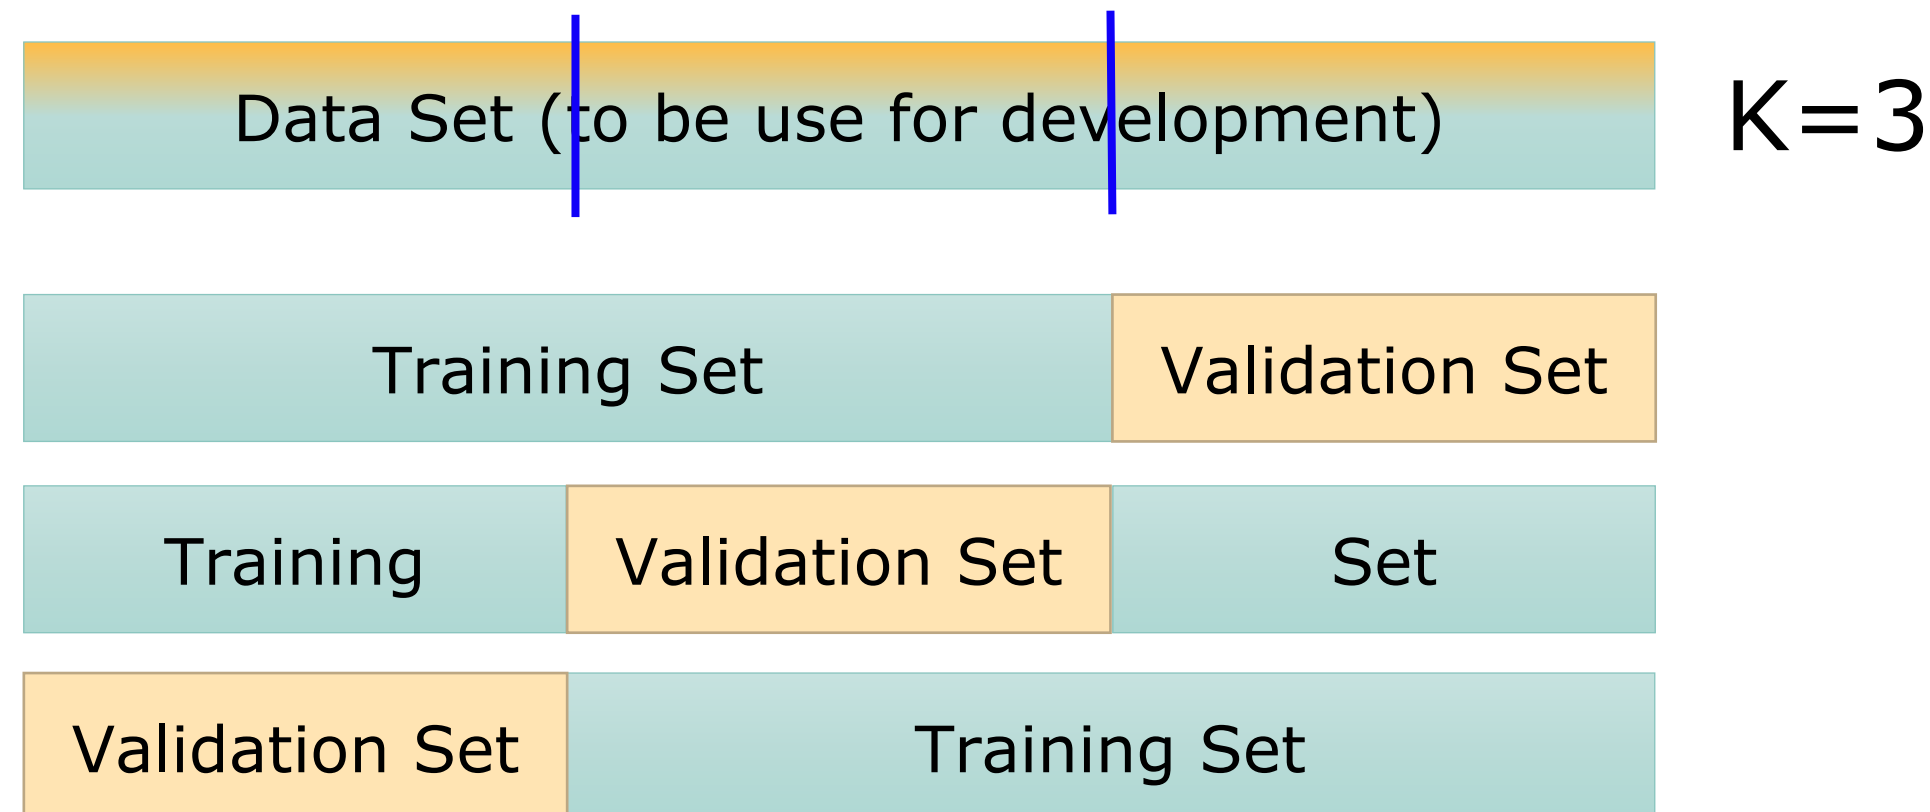 Data Set (to be use for development) K=3
Training Set Validation Set
Training Validation Set Set
Validation Set Training Set